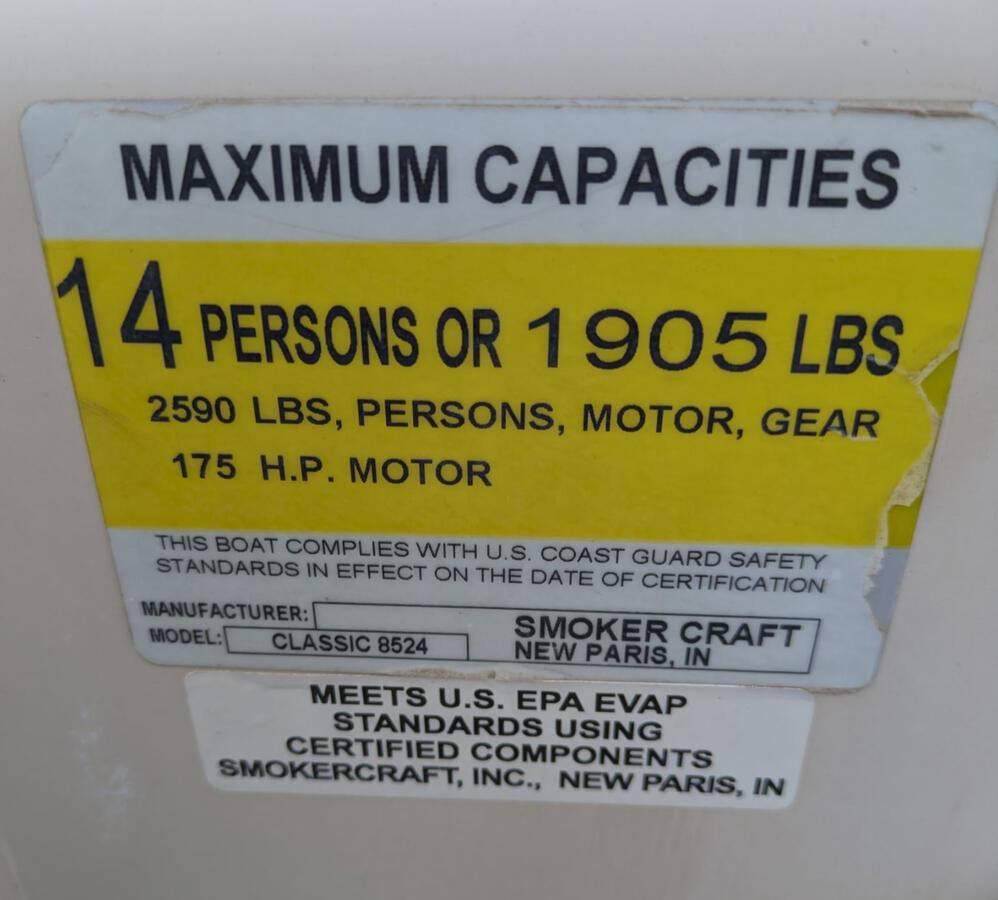 MAXIMUM CAPACITIES
14 PERSONS OR 1905 LBS
2590 LBS, PERSONS, MOTOR, GEAR
175 H.P. MOTOR
THIS BOAT COMPLIES WITH U.S. COAST GUARD SAFETY
STANDARDS IN EFFECT ON THE DATE OF CERTIFICATION
MANUFACTURER: SMOKER CRAFT
MODEL: CLASSIC 8524 NEW PARIS, IN
MEETS U.S. EPA EVAP
STANDARDS USING
CERTIFIED COMPONENTS
SMOKERCRAFT, INC., NEW PARIS, IN